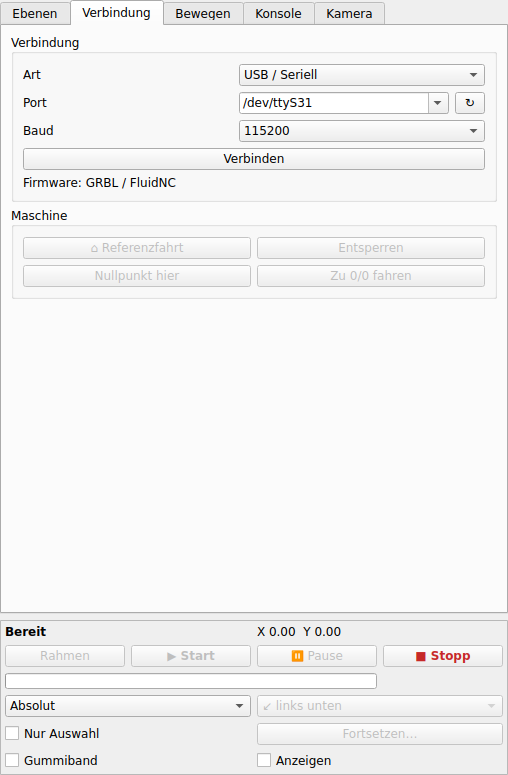 Ebenen Verbindung Bewegen Konsole Kamera
Verbindung
Art USB / Seriell
Port /dev/ttyS31 ↻
Baud 115200
Verbinden
Firmware: GRBL / FluidNC
Maschine
⌂ Referenzfahrt Entsperren
Nullpunkt hier Zu 0/0 fahren
Bereit X 0.00 Y 0.00
Rahmen ▶ Start ⏸ Pause ■ Stopp
Absolut ↙ links unten
Nur Auswahl Fortsetzen...
Gummiband Anzeigen